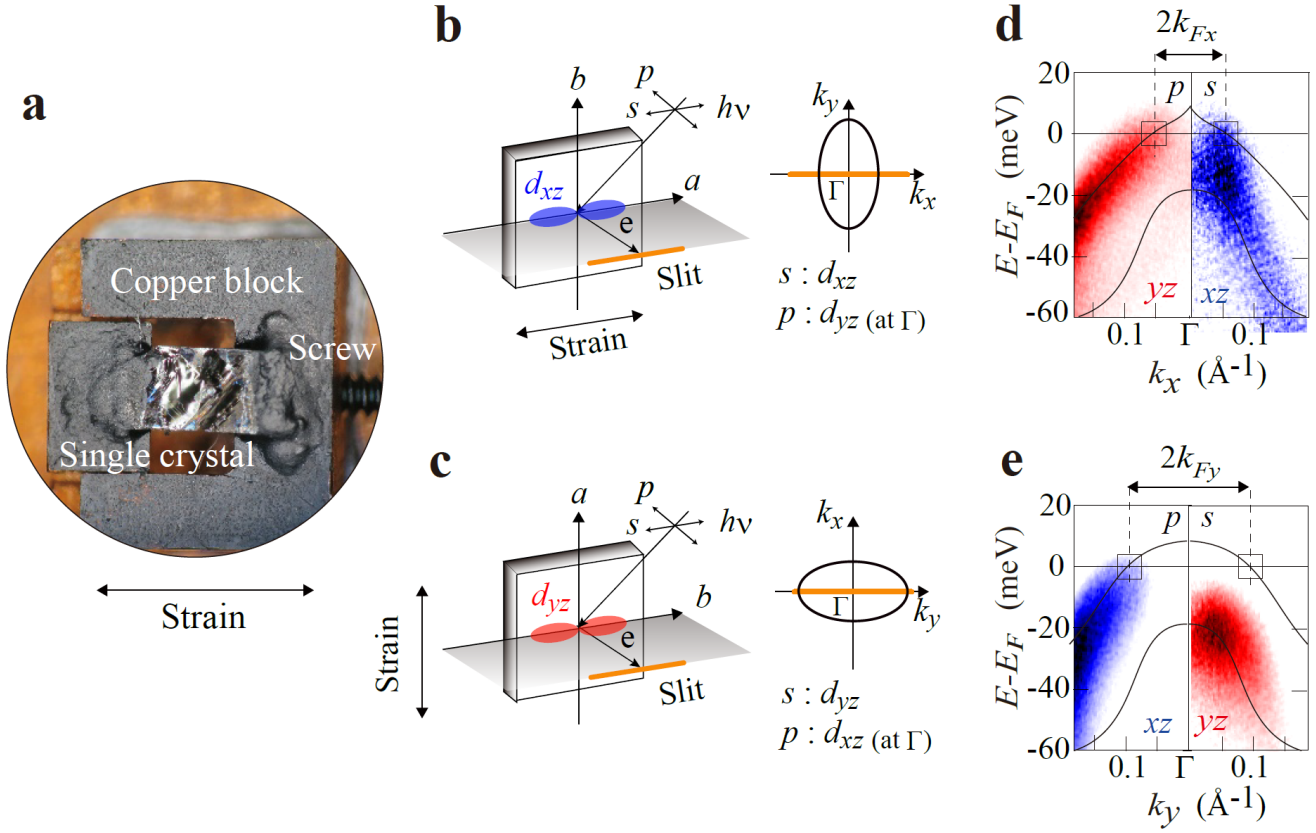 a
Copper block
Screw
Single crystal
Strain
b
b
p
s
hν
d_xz
a
e
Slit
Strain
k_y
Γ
k_x
s : d_xz
p : d_yz (at Γ)
c
a
p
s
hν
d_yz
b
e
Slit
Strain
k_x
Γ
k_y
s : d_yz
p : d_xz (at Γ)
d
2k_Fx
20
0
-20
-40
-60
E-E_F (meV)
p s
yz xz
0.1 Γ 0.1
k_x (Å-1)
e
2k_Fy
20
0
-20
-40
-60
E-E_F (meV)
p s
xz yz
0.1 Γ 0.1
k_y (Å-1)